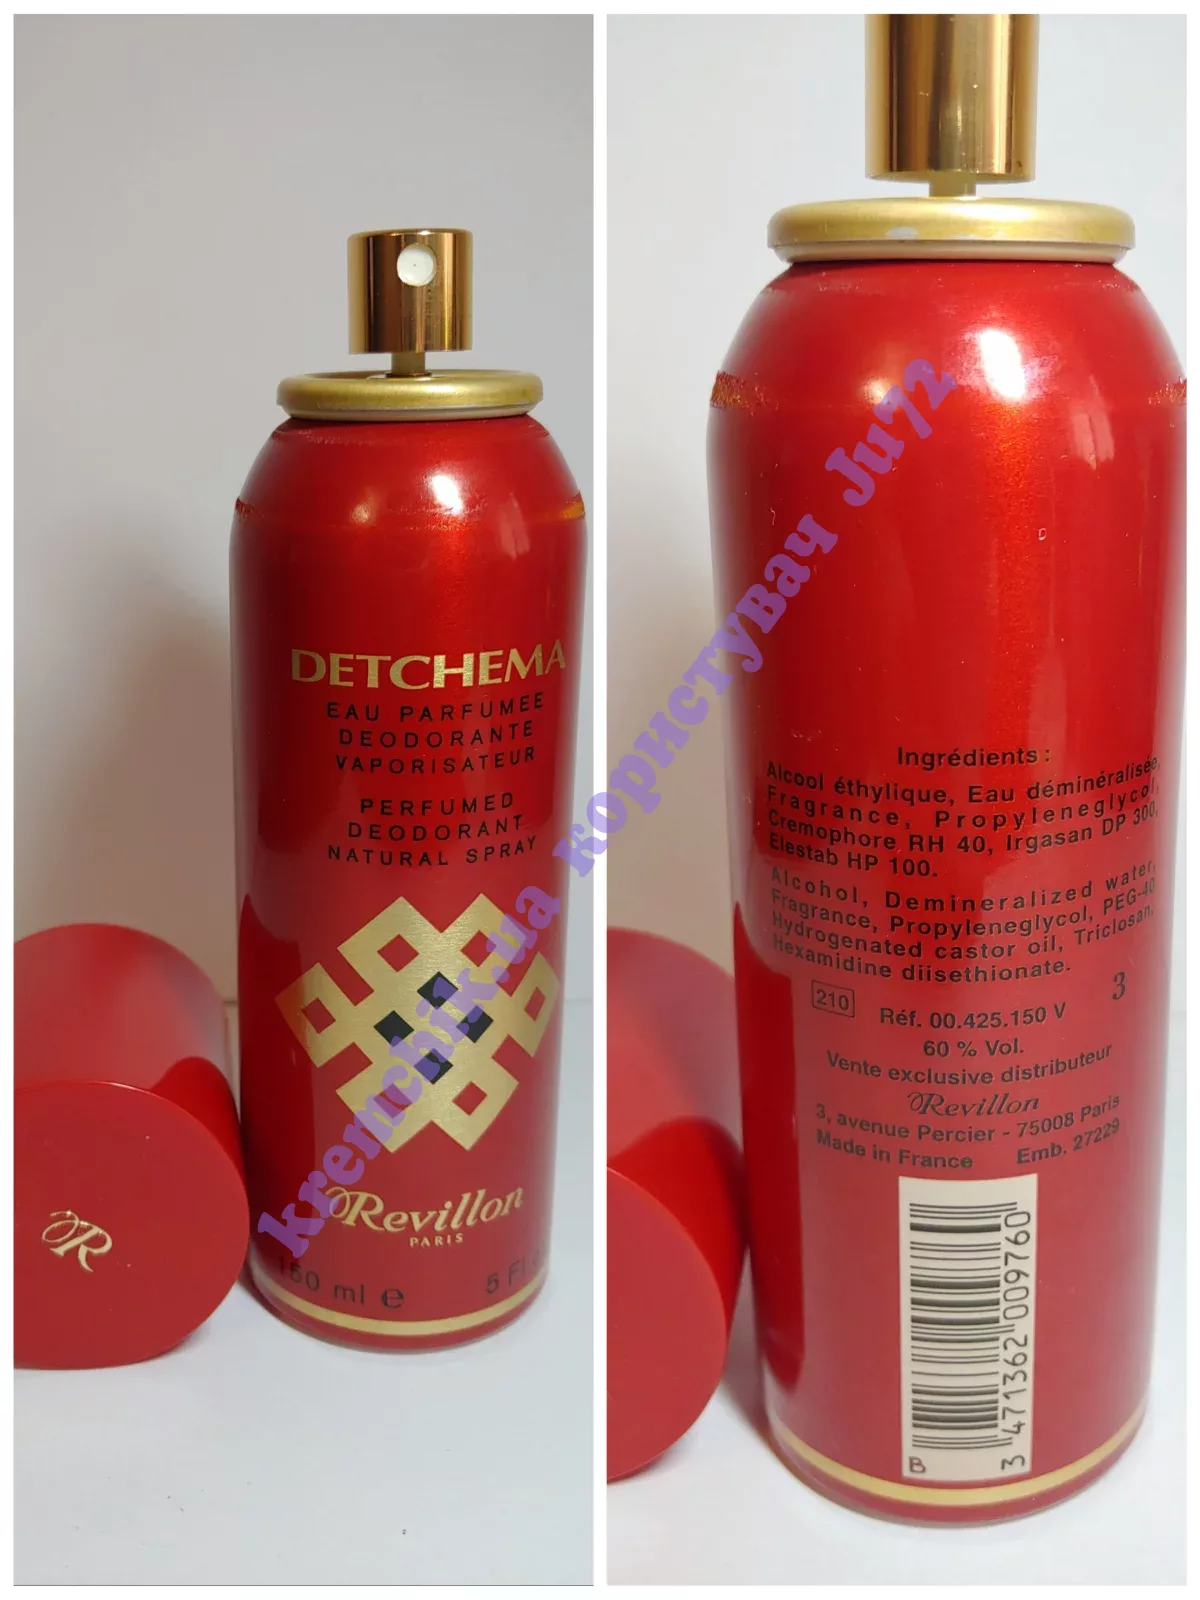 DETCHEMA
EAU PARFUMEE
DEODORANTE
VAPORISATEUR
PERFUMED
DEODORANT
NATURAL SPRAY
Revillon
PARIS
150 ml e
5 Fl
R
Ingrédients :
Alcool éthylique, Eau déminéralisée,
Fragrance, Propyleneglycol,
Cremophore RH 40, Irgasan DP 300,
Elestab HP 100.
Alcohol, Demineralized water,
Fragrance, Propyleneglycol, PEG-40
Hydrogenated castor oil, Triclosan,
Hexamidine diisethionate.
210
3
Réf. 00.425.150 V
60 % Vol.
Vente exclusive distributeur
Revillon
3, avenue Percier - 75008 Paris
Made in France Emb. 27229
B
3 471362 009760
kremchik.ua користувач Ju72